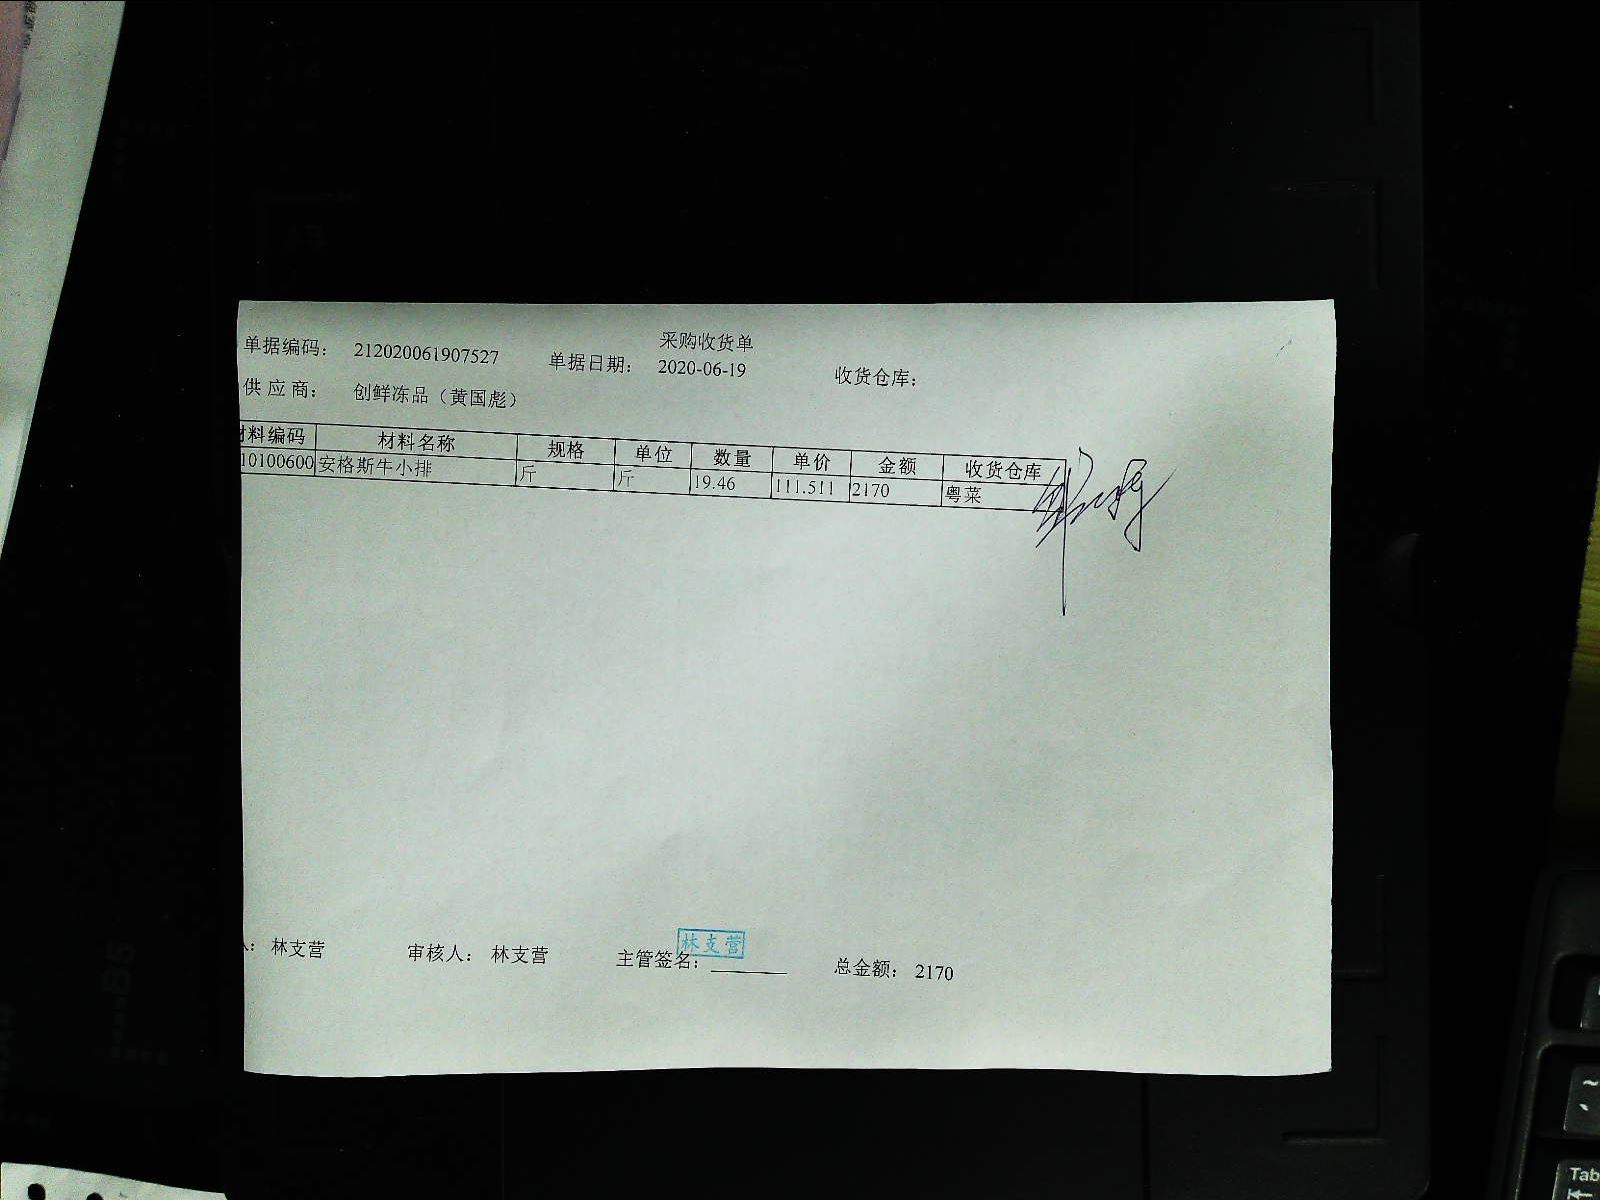 采购收货单
单据编码： 212020061907527 单据日期： 2020-06-19 收货仓库：
供 应 商： 创鲜冻品（黄国彪）
材料编码 材料名称 规格 单位 数量 单价 金额 收货仓库
10100600 安格斯牛小排 斤 斤 19.46 111.511 2170 粤菜
林支营
人： 林支营 审核人： 林支营 主管签名： 总金额： 2170
Tab